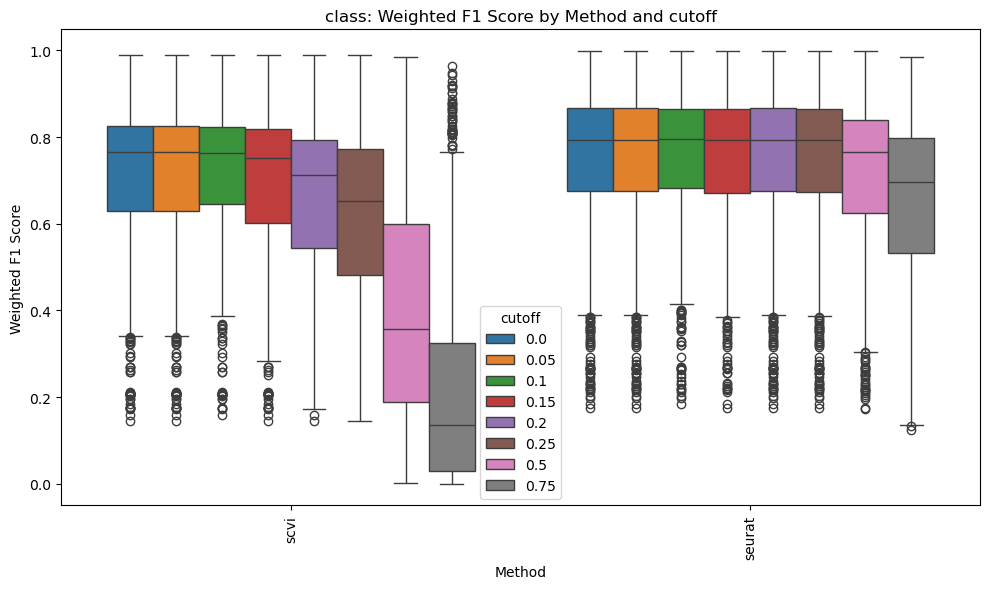 class: Weighted F1 Score by Method and cutoff
Weighted F1 Score
1.0
0.8
0.6
0.4
0.2
0.0
cutoff
0.0
0.05
0.1
0.15
0.2
0.25
0.5
0.75
scvi
seurat
Method